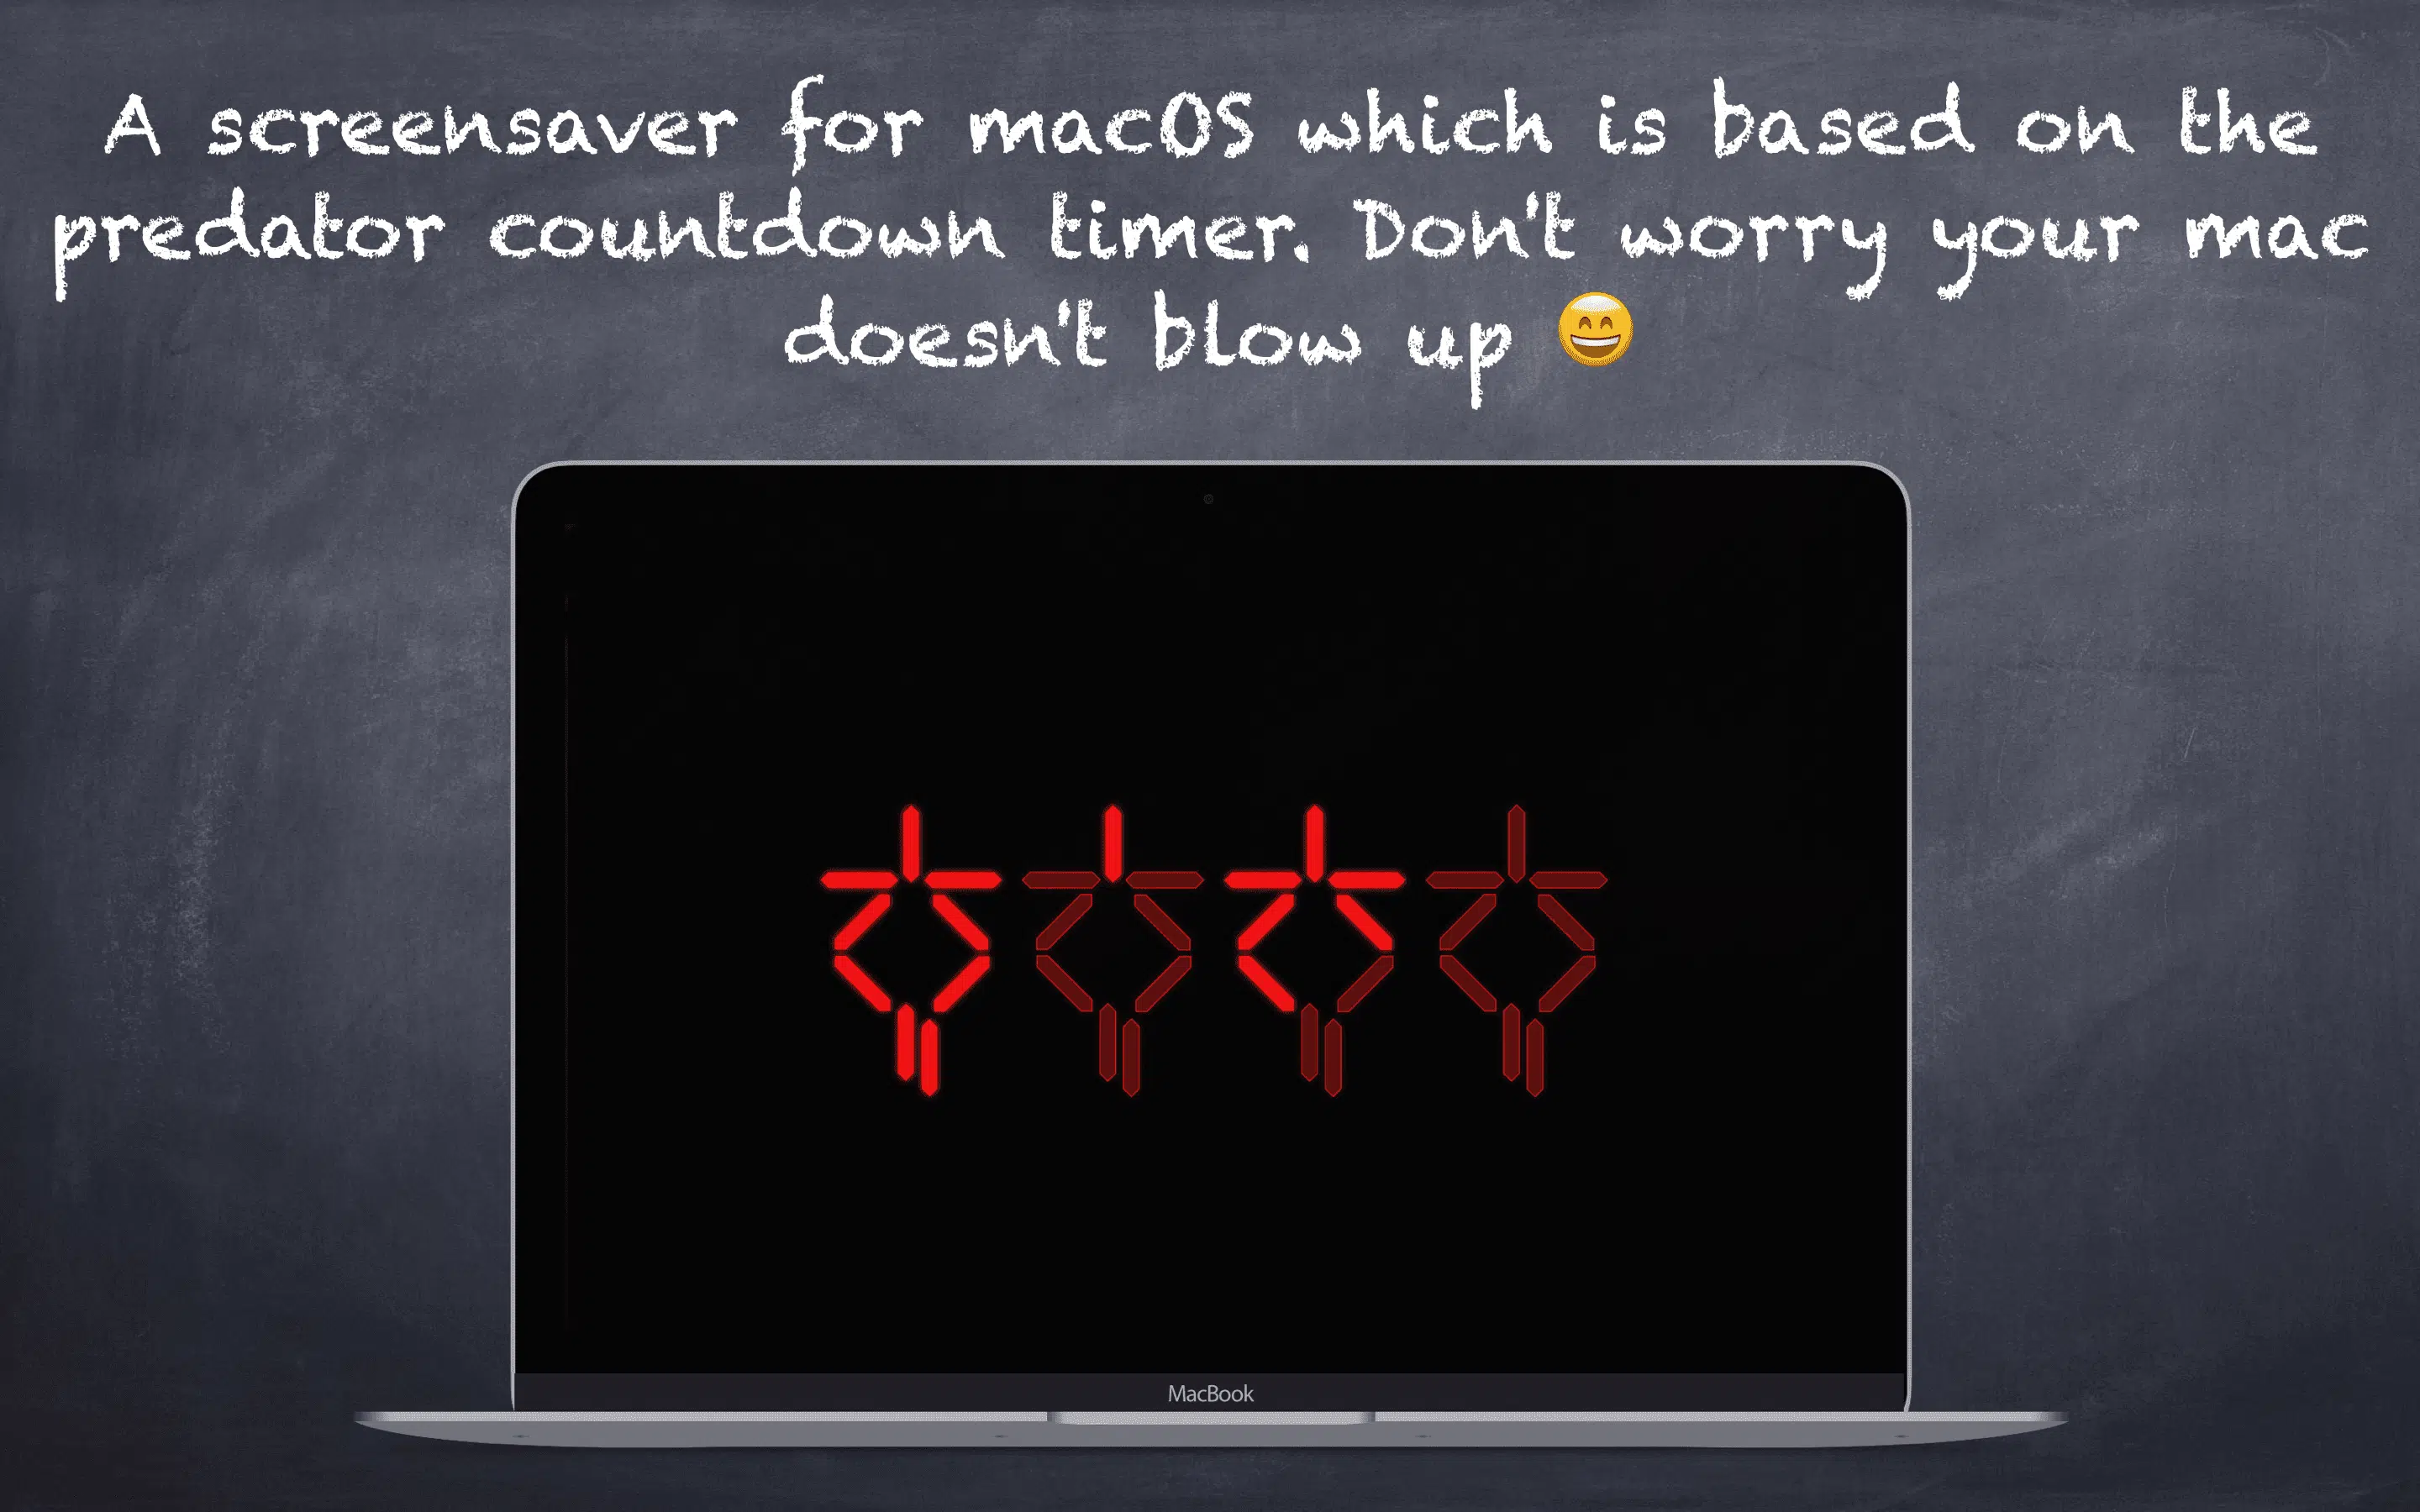 A screensaver for macOS which is based on the
predator countdown timer. Don't worry your mac
doesn't blow up 😄
MacBook